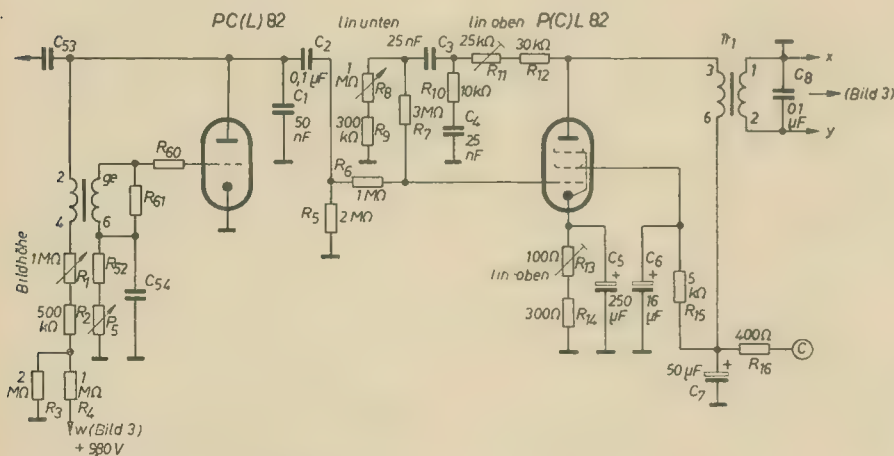 PC(L) 82
lin unten
lin oben
P(C)L 82
C53
C2
0,1 µF
C1
50
nF
25 nF
C3
25kΩ
R11
30kΩ
R12
Tr1
3
6
1
2
x
y
C8
0,1
µF
(Bild 3)
1
MΩ
R8
300
kΩ
R9
3MΩ
R7
R10
10kΩ
C4
25
nF
R60
R61
2
4
ge
6
R6
1MΩ
R5
2 MΩ
Bildhöhe
1MΩ
R1
R52
C54
500
kΩ
R2
P5
2
MΩ
R3
1
MΩ
R4
w (Bild 3)
+ 980 V
100Ω
R13
lin-oben
300Ω
R14
C5
+
250
µF
C6
+
16
µF
5
kΩ
R15
400Ω
R16
C
50 µF
+
C7